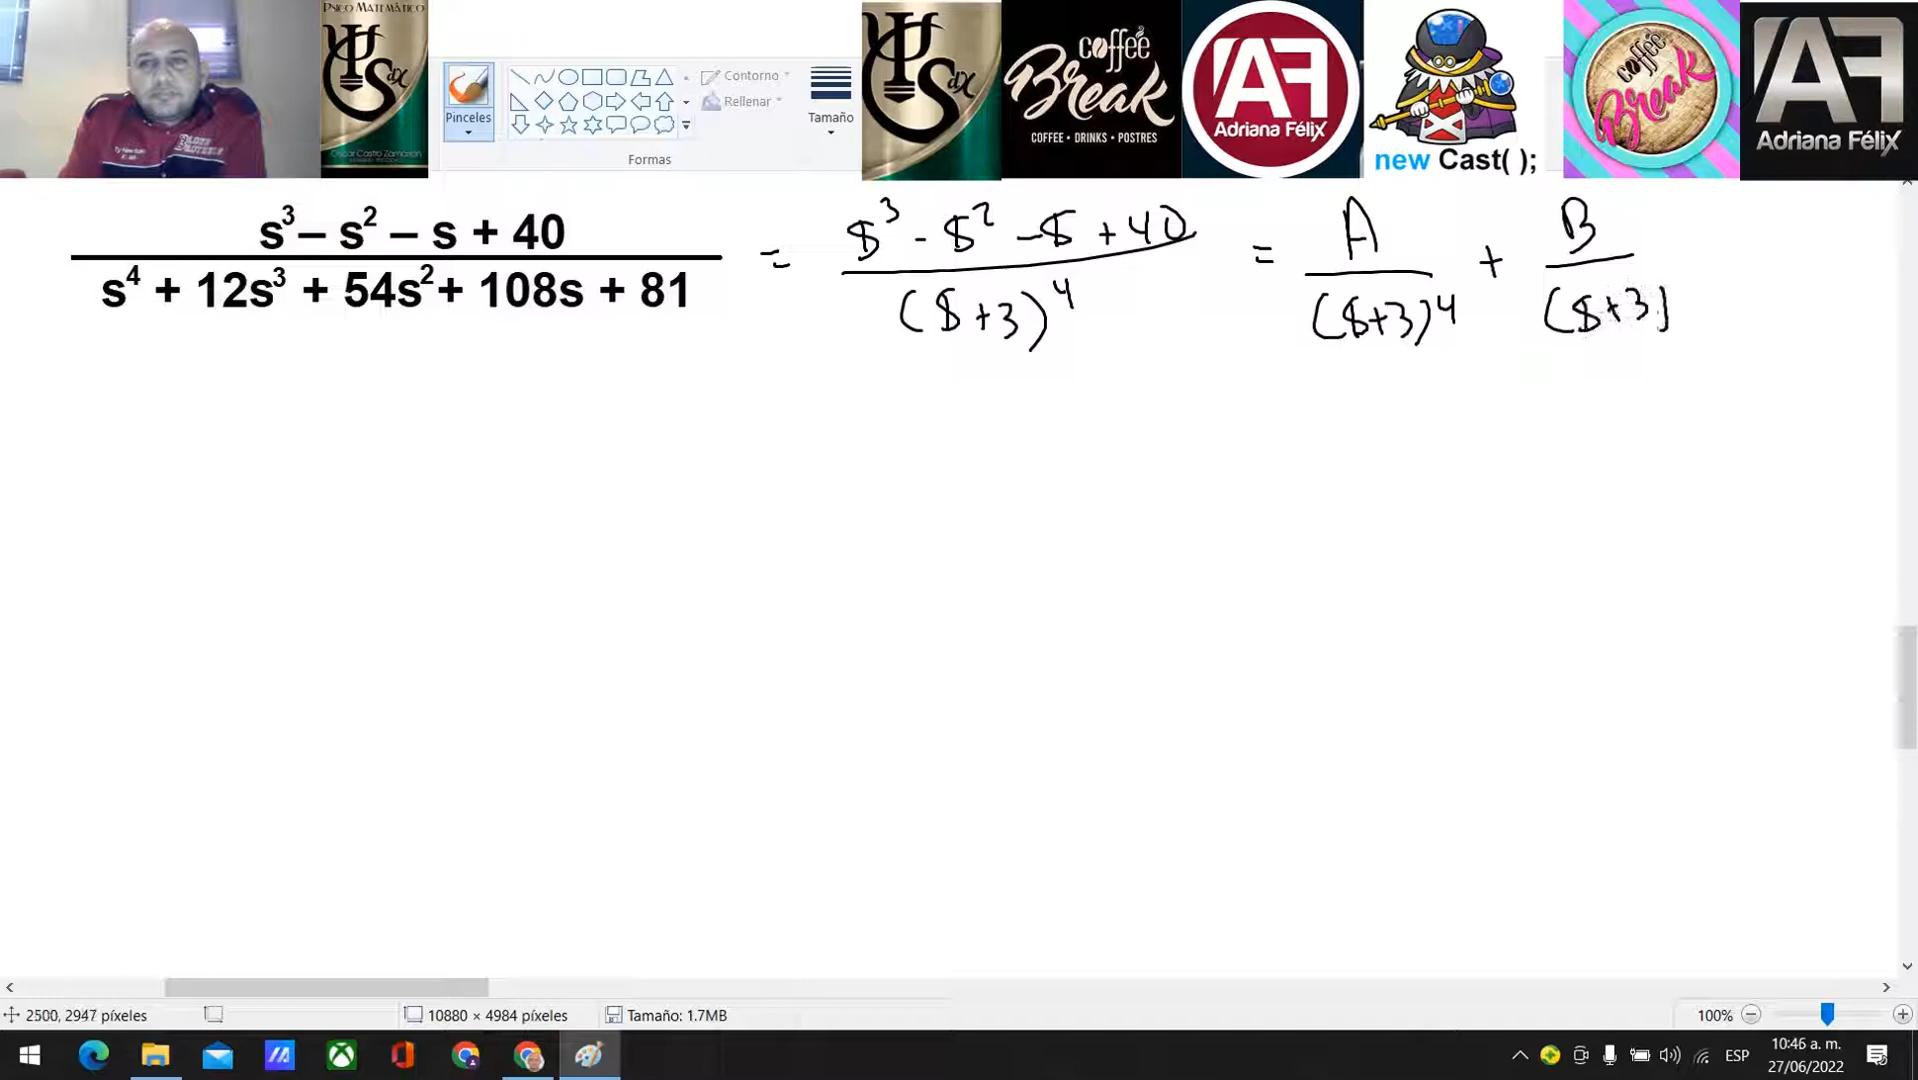 PSICO MATEMÁTICO
Sdx
Oscar Castro Zamorano
Pinceles
Contorno
Rellenar
Formas
Tamaño
Sdx
coffee
Break
COFFEE • DRINKS • POSTRES
AF
Adriana FéliX
new Cast( );
coffee
Break
AF
Adriana FéliX
s³– s² – s + 40
s⁴ + 12s³ + 54s²+ 108s + 81
= s³ - s² - s + 40 = A + B
(s+3)⁴ (s+3)⁴ (s+3)
2500, 2947 píxeles
10880 × 4984 píxeles
Tamaño: 1.7MB
100%
ESP
10:46 a. m.
27/06/2022